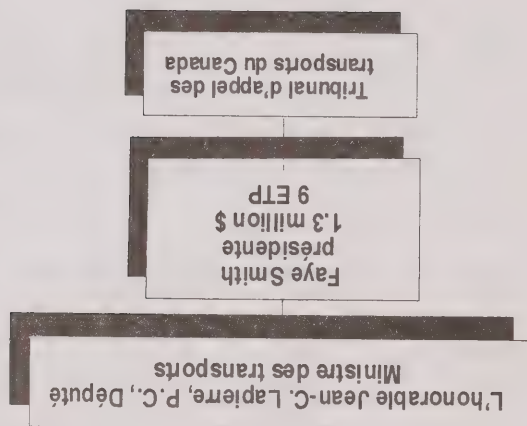 L'honorable Jean-C. Lapierre, P.C., Député
Ministre des transports
Faye Smith
présidente
1.3 million $
9 ETP
Tribunal d'appel des
transports du Canada